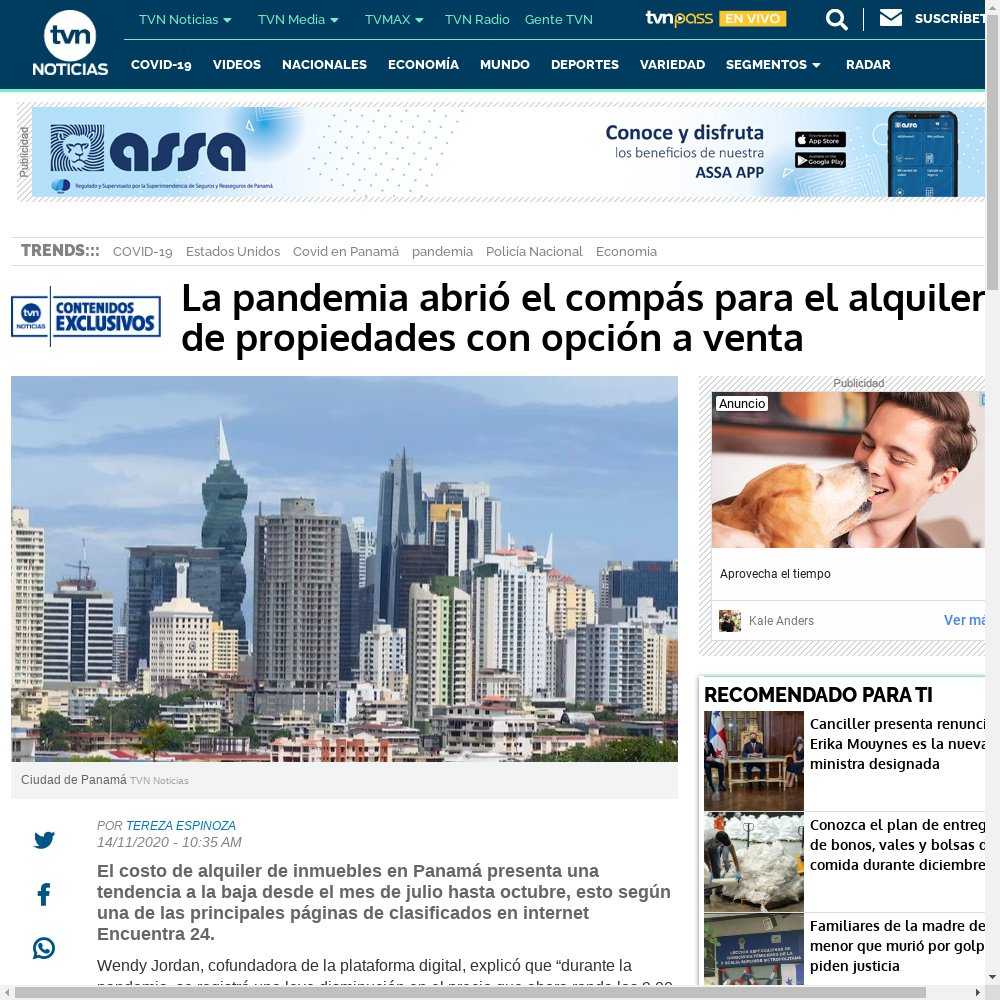 TVN Noticias
TVN Media
TVMAX
TVN Radio
Gente TVN
tvnpass EN VIVO
SUSCRÍBET
tvn
NOTICIAS
COVID-19
VIDEOS
NACIONALES
ECONOMÍA
MUNDO
DEPORTES
VARIEDAD
SEGMENTOS
RADAR
Publicidad
assa
Regulado y Supervisado por la Superintendencia de Seguros y Reaseguros de Panamá
Conoce y disfruta
los beneficios de nuestra
ASSA APP
Download on the
App Store
Available on the
Google Play
assa
TRENDS:::
COVID-19
Estados Unidos
Covid en Panamá
pandemia
Policía Nacional
Economia
tvn
NOTICIAS
CONTENIDOS
EXCLUSIVOS
La pandemia abrió el compás para el alquiler
de propiedades con opción a venta
Ciudad de Panamá TVN Noticias
POR TEREZA ESPINOZA
14/11/2020 - 10:35 AM
El costo de alquiler de inmuebles en Panamá presenta una
tendencia a la baja desde el mes de julio hasta octubre, esto según
una de las principales páginas de clasificados en internet
Encuentra 24.
Wendy Jordan, cofundadora de la plataforma digital, explicó que “durante la
Publicidad
Anuncio
Aprovecha el tiempo
Kale Anders
Ver má
RECOMENDADO PARA TI
Canciller presenta renunci
Erika Mouynes es la nueva
ministra designada
Conozca el plan de entreg
de bonos, vales y bolsas d
comida durante diciembre
Familiares de la madre de
menor que murió por golp
piden justicia